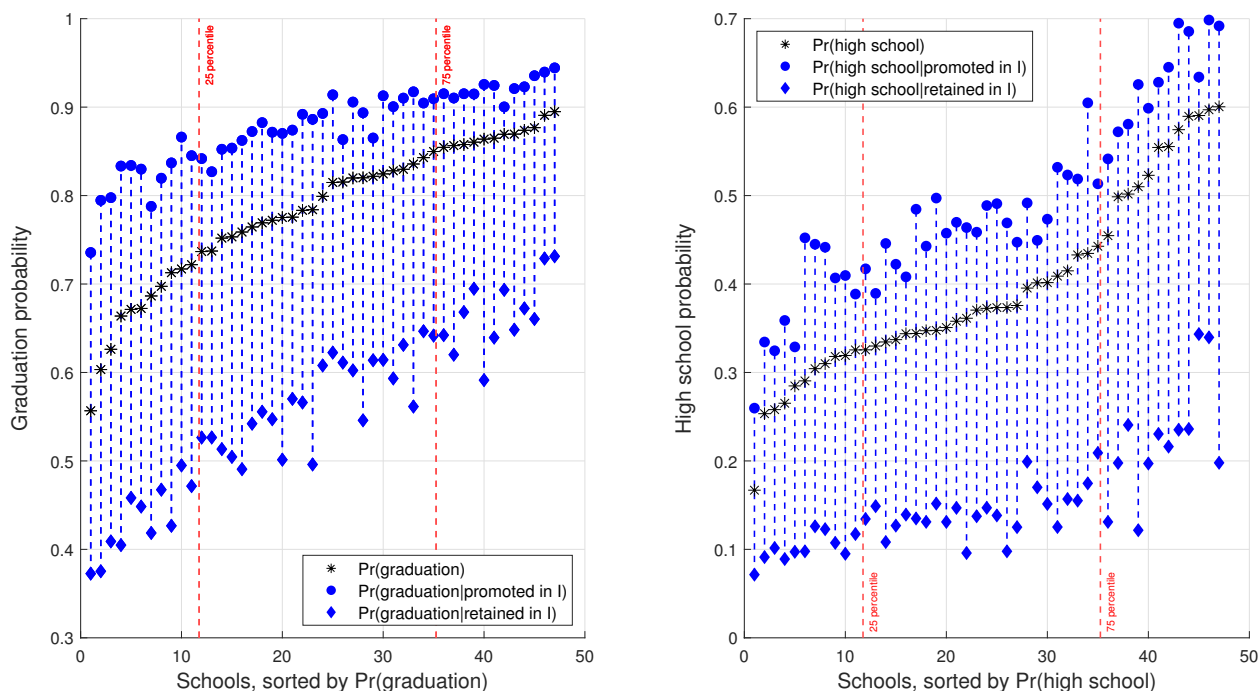 1
0.9
0.8
0.7
0.6
0.5
0.4
0.3
0
10
20
30
40
50
Graduation probability
Schools, sorted by Pr(graduation)
25 percentile
75 percentile
Pr(graduation)
Pr(graduation|promoted in I)
Pr(graduation|retained in I)
0.7
0.6
0.5
0.4
0.3
0.2
0.1
0
0
10
20
30
40
50
High school probability
Schools, sorted by Pr(high school)
Pr(high school)
Pr(high school|promoted in I)
Pr(high school|retained in I)
25 percentile
75 percentile